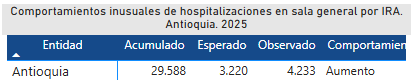 Comportamientos inusuales de hospitalizaciones en sala general por IRA.
Antioquia. 2025
Entidad Acumulado Esperado Observado Comportamien
Antioquia 29.588 3.220 4.233 Aumento